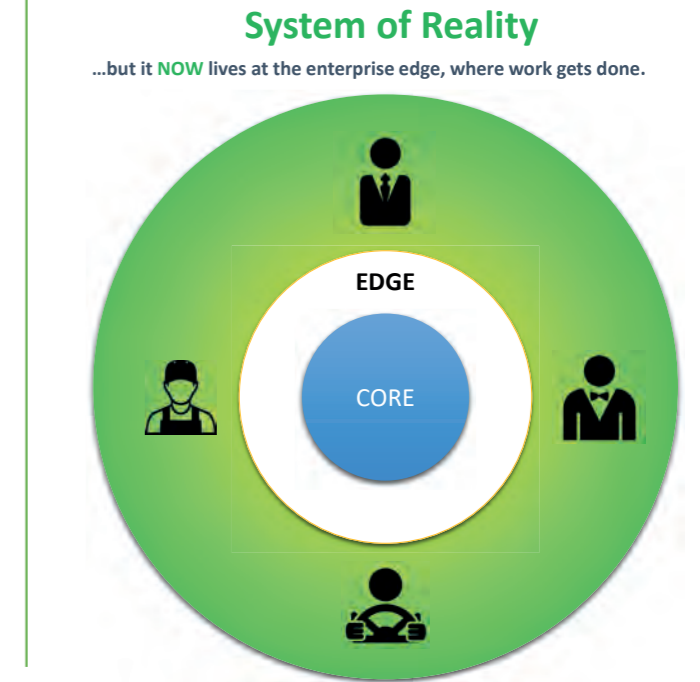 System of Reality
…but it NOW lives at the enterprise edge, where work gets done.
EDGE
CORE